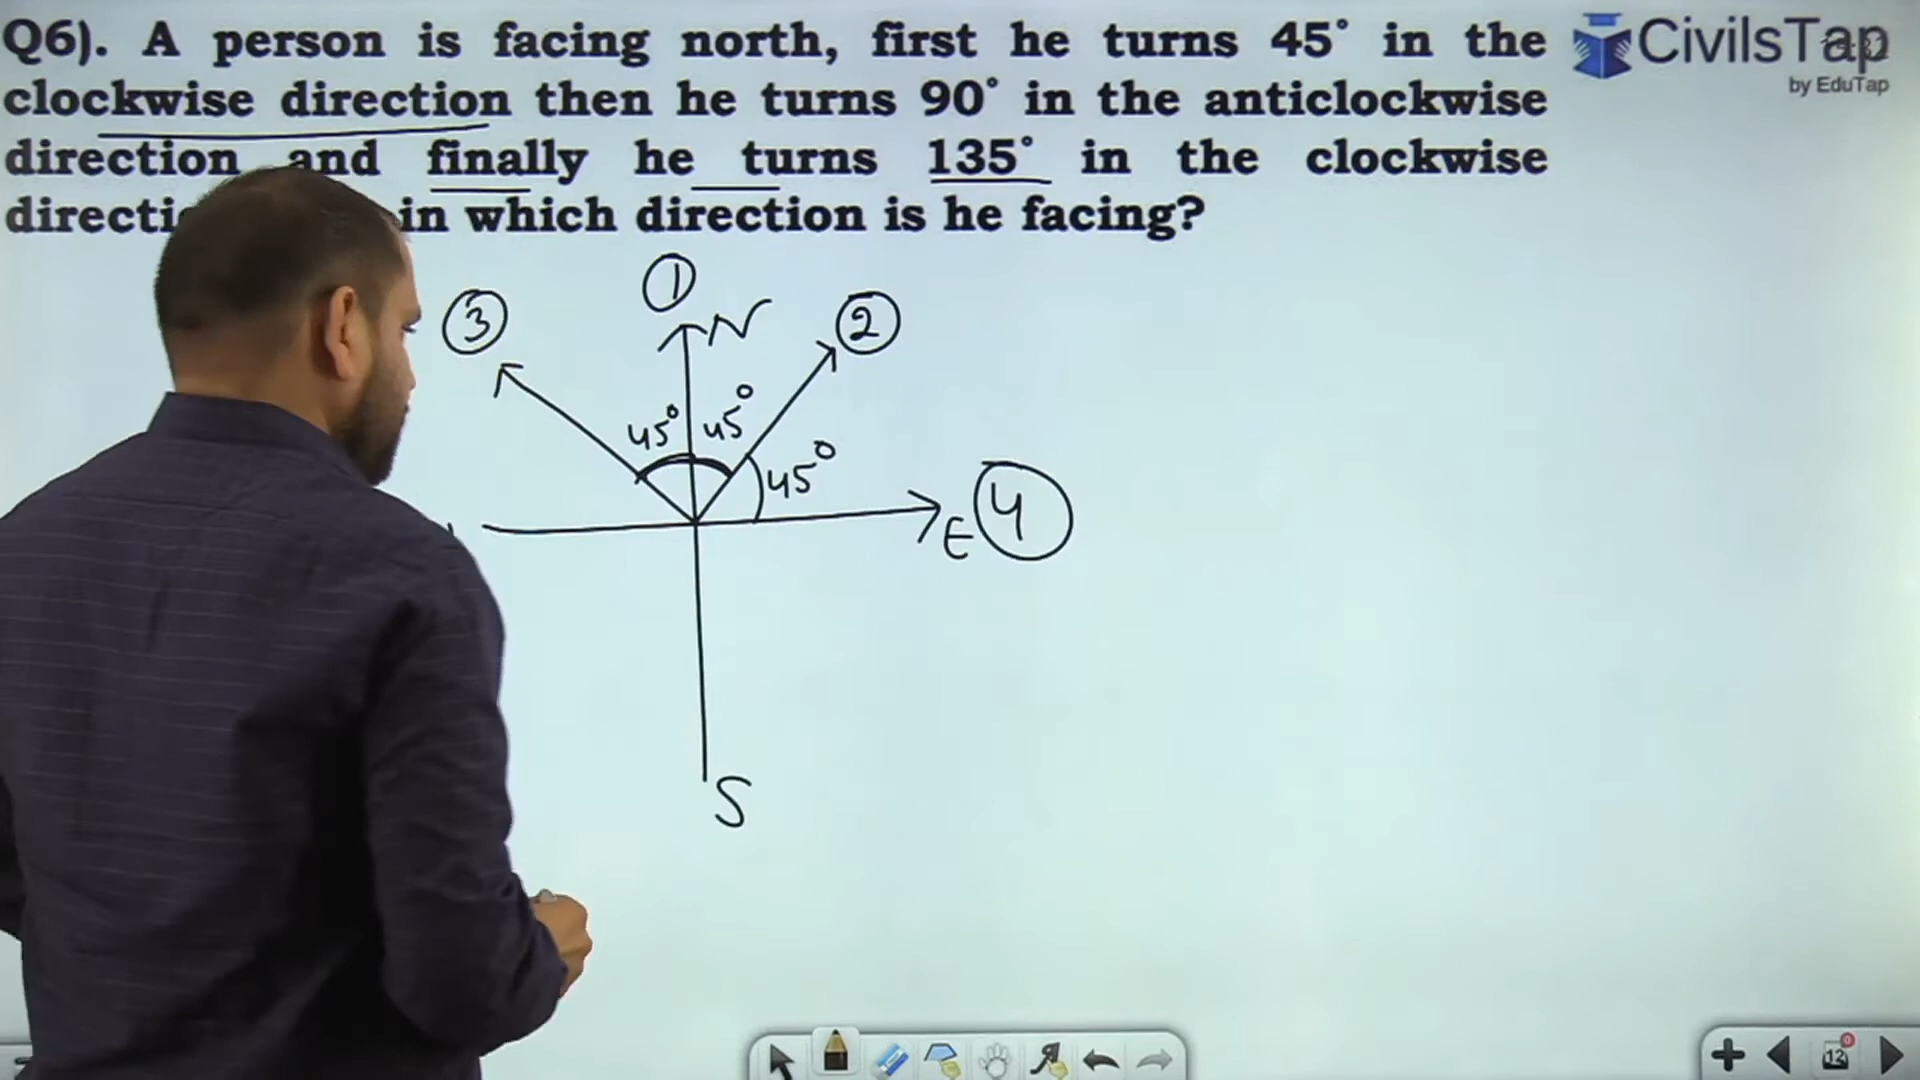 Q6). A person is facing north, first he turns 45° in the
clockwise direction then he turns 90° in the anticlockwise
direction and finally he turns 135° in the clockwise
in which direction is he facing?
CivilsTap
by EduTap
1
3
N
2
45° 45°
45°
E 4
S
12
0